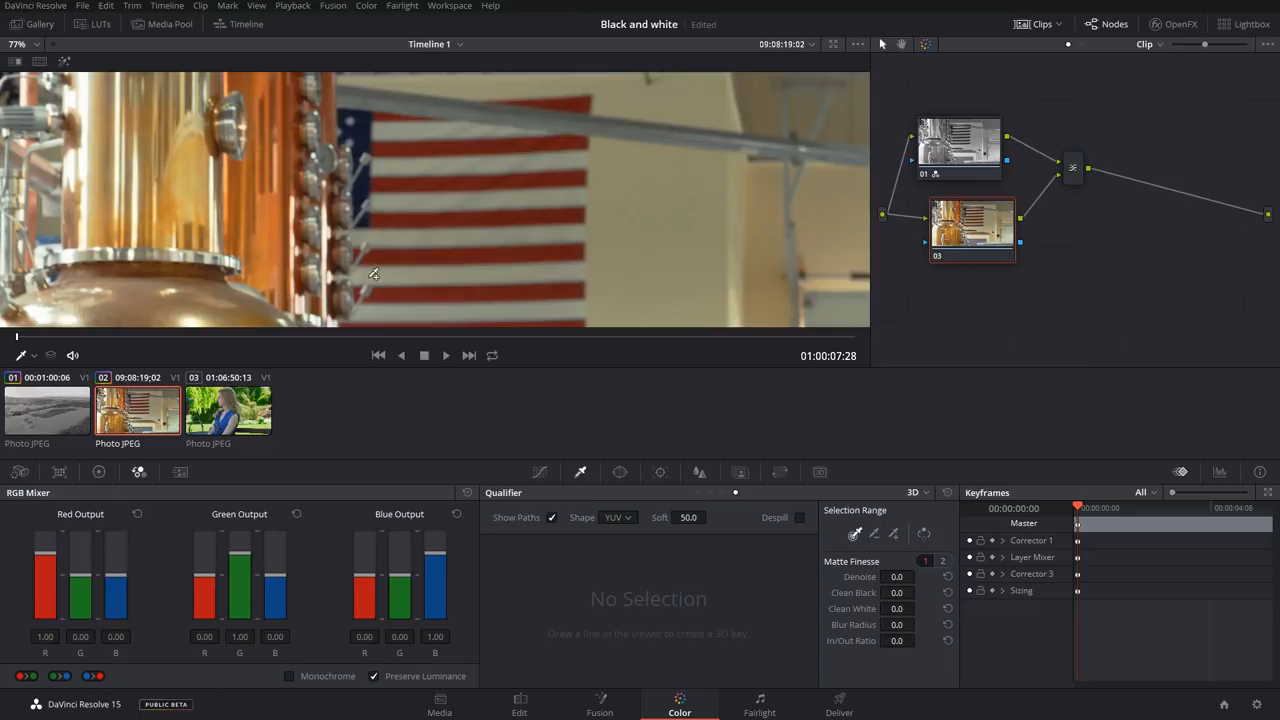 DaVinci Resolve File Edit Trim Timeline Clip Mark View Fusion Color Fairlight Workspace Help
Gallery LUTs Media Pool Timeline Black and white Edited Clips Nodes OpenFX Lightbox
77% Timeline 1 09:08:19:02 Clip
01
03
01:00:07:28
01 00:01:00:06 V1 02 09:08:19;02 V1 03 01:06:50:13 V1
Photo JPEG Photo JPEG Photo JPEG
RGB Mixer Qualifier 3D Keyframes All
Red Output Green Output Blue Output
Show Paths Shape YUV Soft 50.0 Despill
Selection Range
00:00:00:00 00:00:00:00 00:00:04:08
Master
Corrector 1
Layer Mixer
Corrector 3
Sizing
Matte Finesse 1 2
Denoise 0.0
Clean Black 0.0
Clean White 0.0
Blur Radius 0.0
In/Out Ratio 0.0
No Selection
Draw a line in the viewer to create a 3D key.
1.00 0.00 0.00 0.00 1.00 0.00 0.00 0.00 1.00
R G B R G B R G B
Monochrome Preserve Luminance
DaVinci Resolve 15 PUBLIC BETA
Media Edit Fusion Color Fairlight Deliver